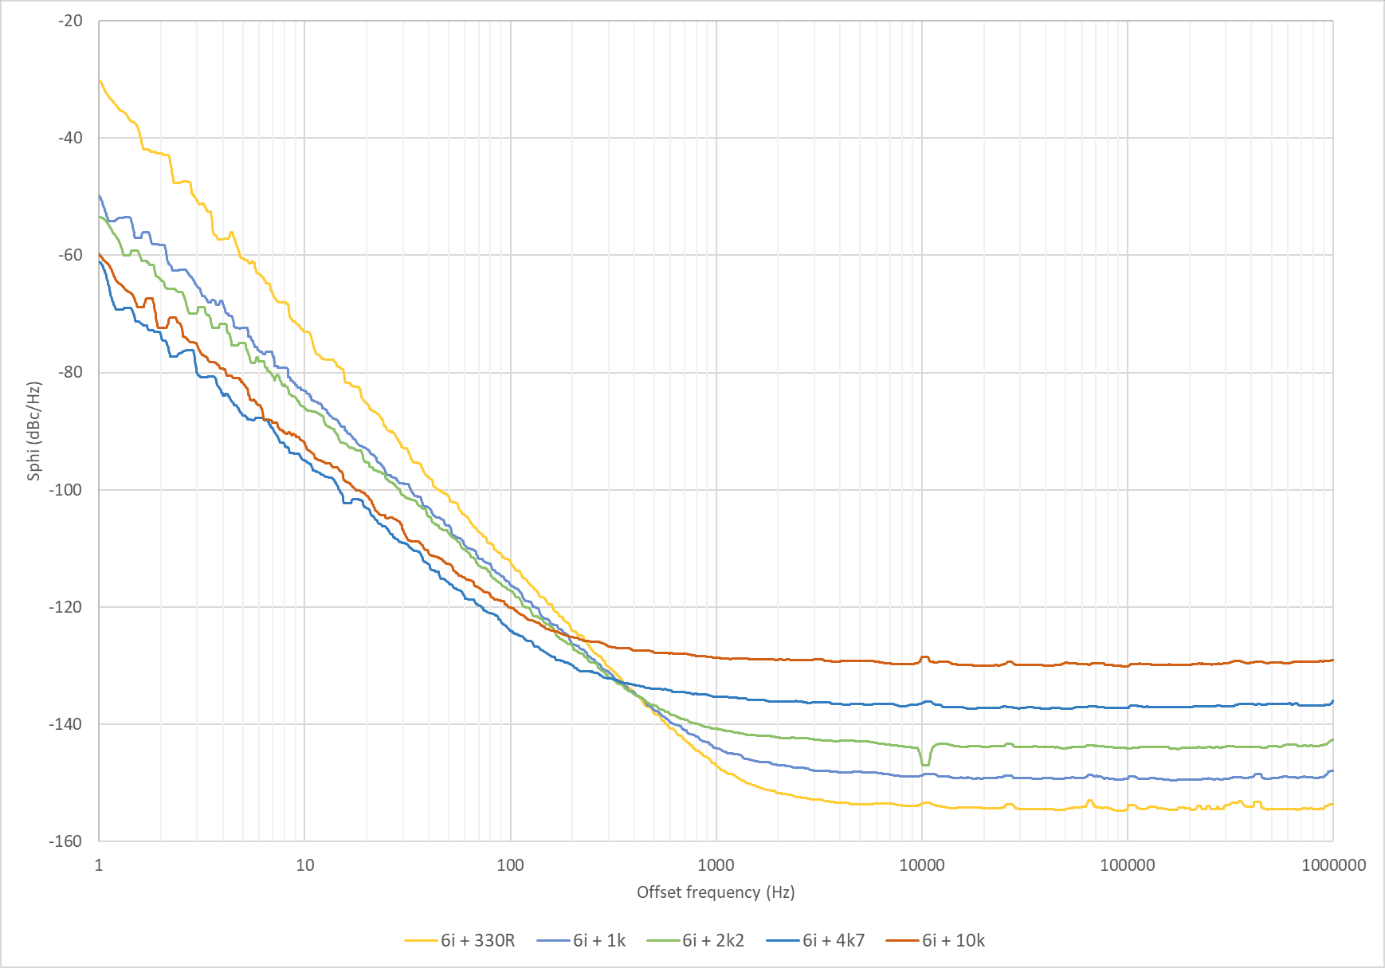 -20
-40
-60
-80
-100
-120
-140
-160
Sphi (dBc/Hz)
1 10 100 1000 10000 100000 1000000
Offset frequency (Hz)
6i + 330R 6i + 1k 6i + 2k2 6i + 4k7 6i + 10k